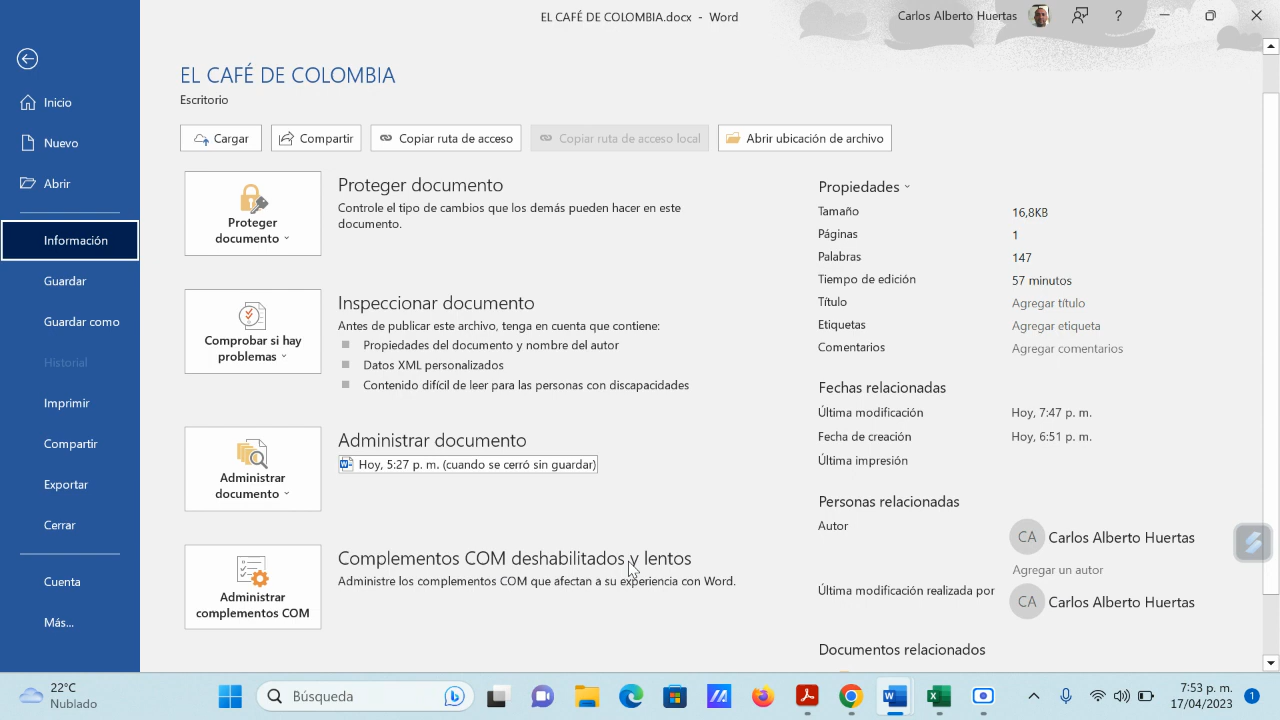 EL CAFÉ DE COLOMBIA.docx - Word
Carlos Alberto Huertas
?
EL CAFÉ DE COLOMBIA
Escritorio
Inicio
Nuevo
Abrir
Información
Guardar
Guardar como
Historial
Imprimir
Compartir
Exportar
Cerrar
Cuenta
Más...
Cargar
Compartir
Copiar ruta de acceso
Copiar ruta de acceso local
Abrir ubicación de archivo
Proteger
documento
Proteger documento
Controle el tipo de cambios que los demás pueden hacer en este
documento.
Comprobar si hay
problemas
Inspeccionar documento
Antes de publicar este archivo, tenga en cuenta que contiene:
Propiedades del documento y nombre del autor
Datos XML personalizados
Contenido difícil de leer para las personas con discapacidades
Administrar
documento
Administrar documento
Hoy, 5:27 p. m. (cuando se cerró sin guardar)
Administrar
complementos COM
Complementos COM deshabilitados y lentos
Administre los complementos COM que afectan a su experiencia con Word.
Propiedades
Tamaño 16,8KB
Páginas 1
Palabras 147
Tiempo de edición 57 minutos
Título Agregar título
Etiquetas Agregar etiqueta
Comentarios Agregar comentarios
Fechas relacionadas
Última modificación Hoy, 7:47 p. m.
Fecha de creación Hoy, 6:51 p. m.
Última impresión
Personas relacionadas
Autor
CA Carlos Alberto Huertas
Agregar un autor
Última modificación realizada por
CA Carlos Alberto Huertas
Documentos relacionados
22°C
Nublado
Búsqueda
7:53 p. m.
17/04/2023
1